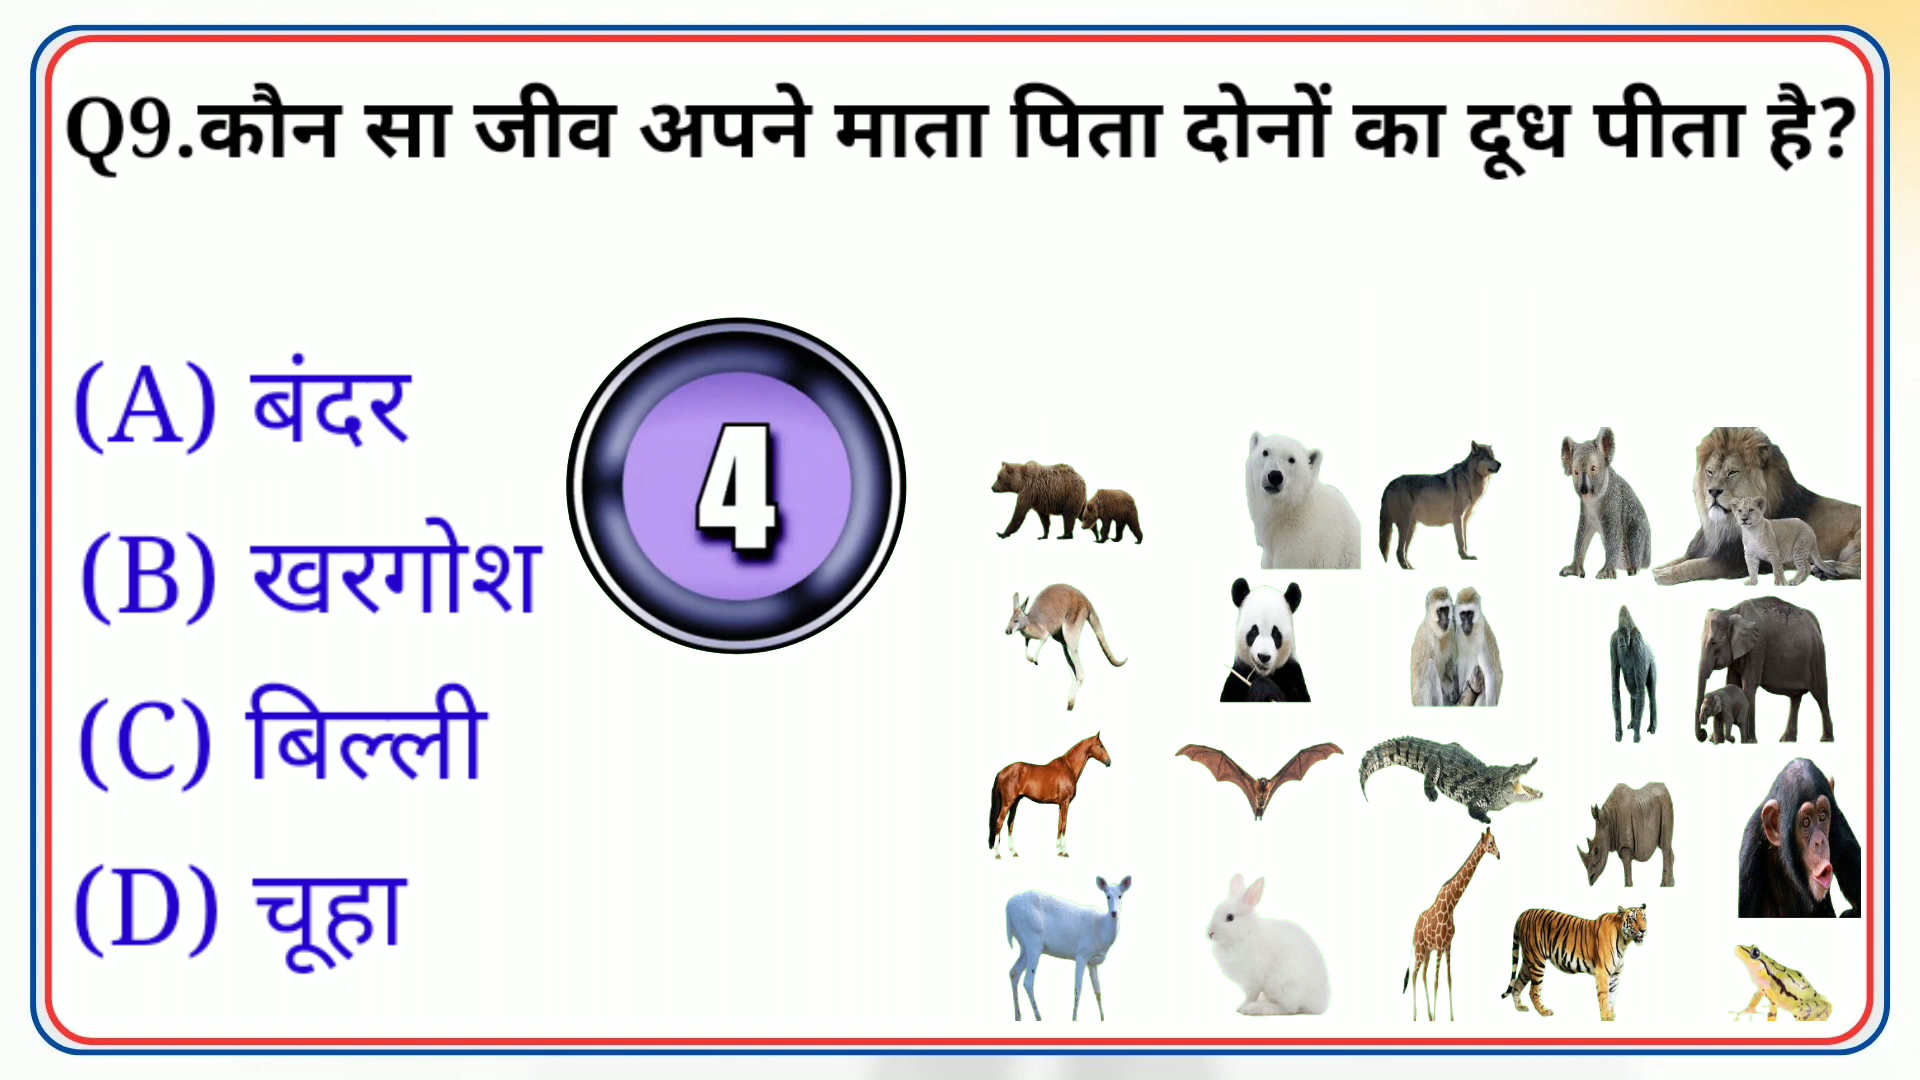 Q9.कौन सा जीव अपने माता पिता दोनों का दूध पीता है?
(A) बंदर
4
(B) खरगोश
(C) बिल्ली
(D) चूहा